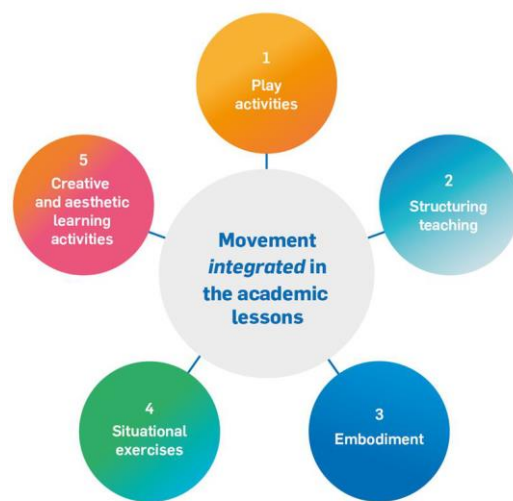 1
Play
activities
2
Structuring
teaching
3
Embodiment
4
Situational
exercises
5
Creative
and aesthetic
learning
activities
Movement
integrated in
the academic
lessons